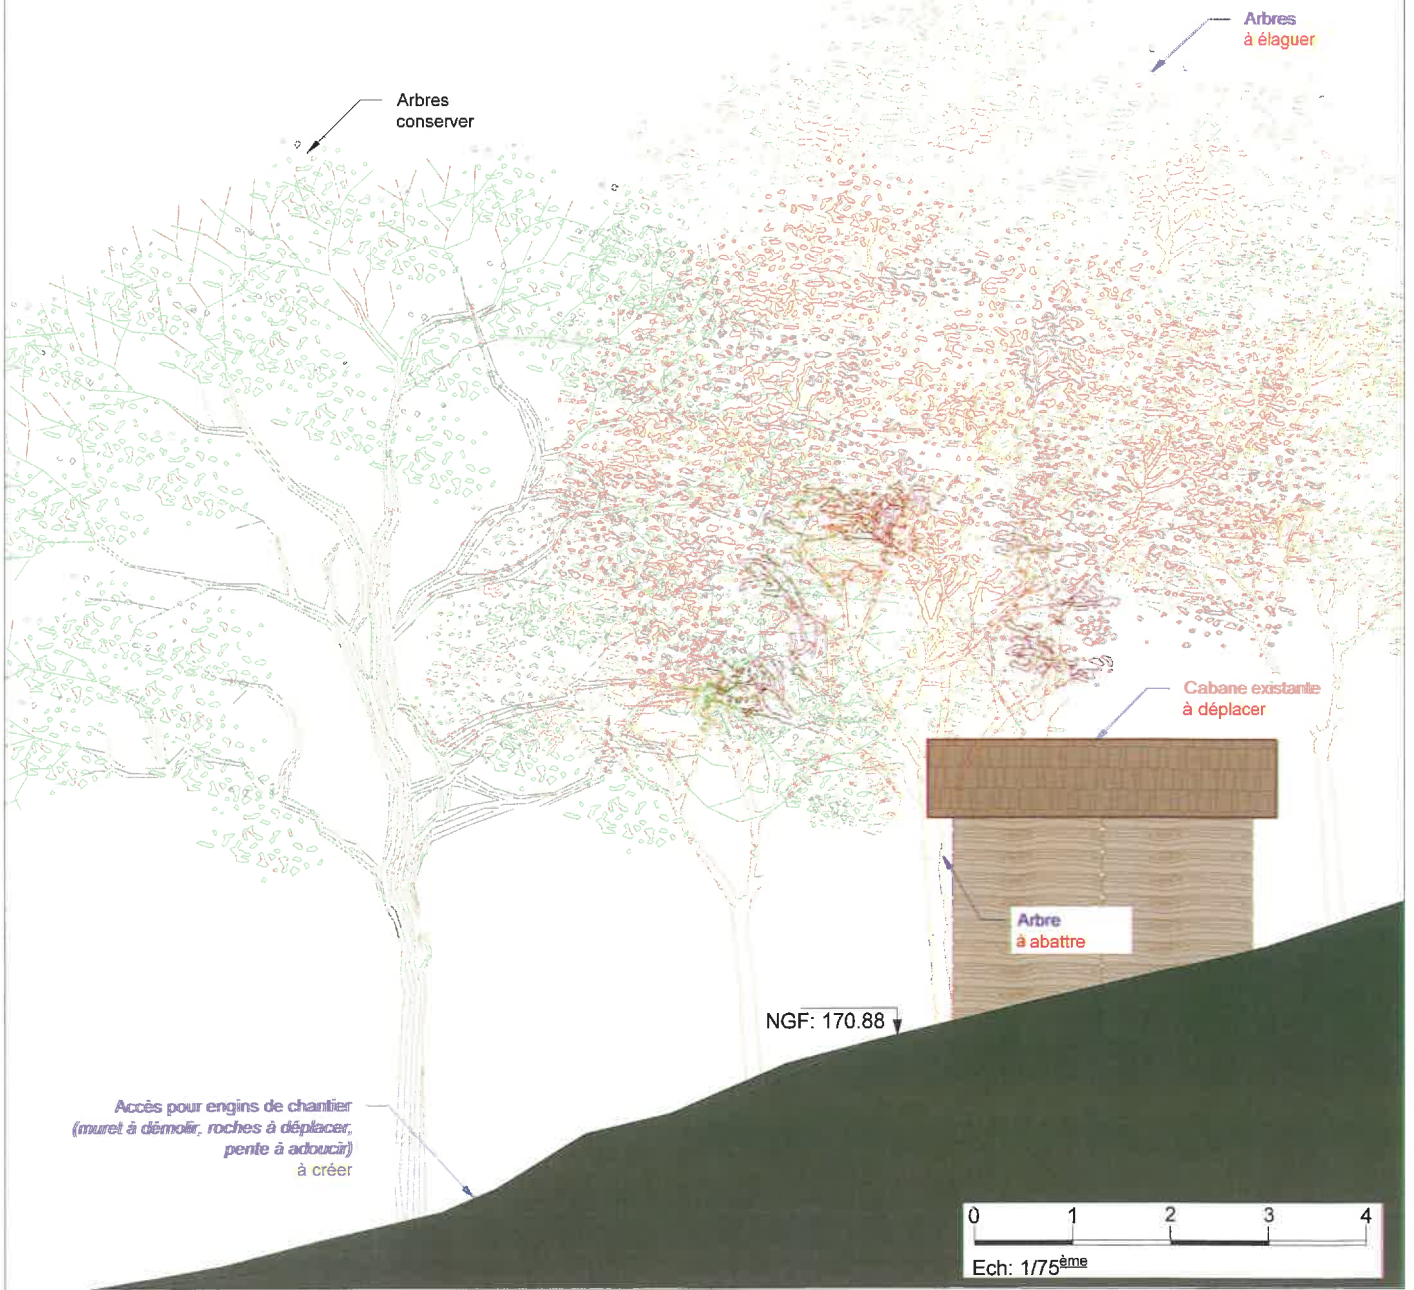 Arbres
à élaguer
Arbres
conserver
Cabane existante
à déplacer
Arbre
à abattre
NGF: 170.88
Accès pour engins de chantier
(muret à démolir, roches à déplacer,
pente à adoucir)
à créer
0 1 2 3 4
Ech: 1/75ème